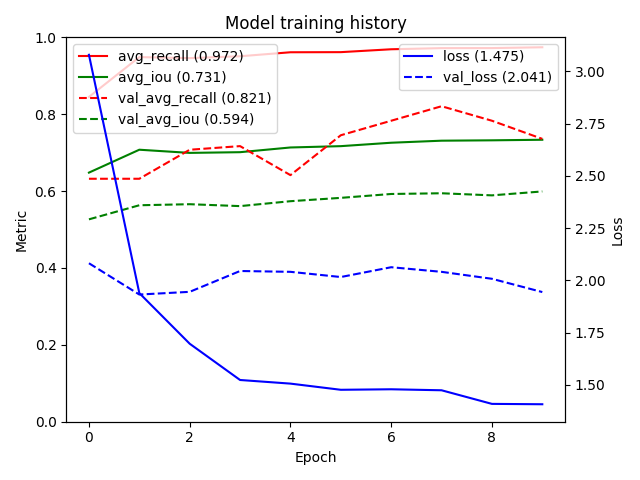 Model training history
avg_recall (0.972)
avg_iou (0.731)
val_avg_recall (0.821)
val_avg_iou (0.594)
loss (1.475)
val_loss (2.041)
1.0
0.8
0.6
0.4
0.2
0.0
Metric
3.00
2.75
2.50
2.25
2.00
1.75
1.50
Loss
0 2 4 6 8
Epoch